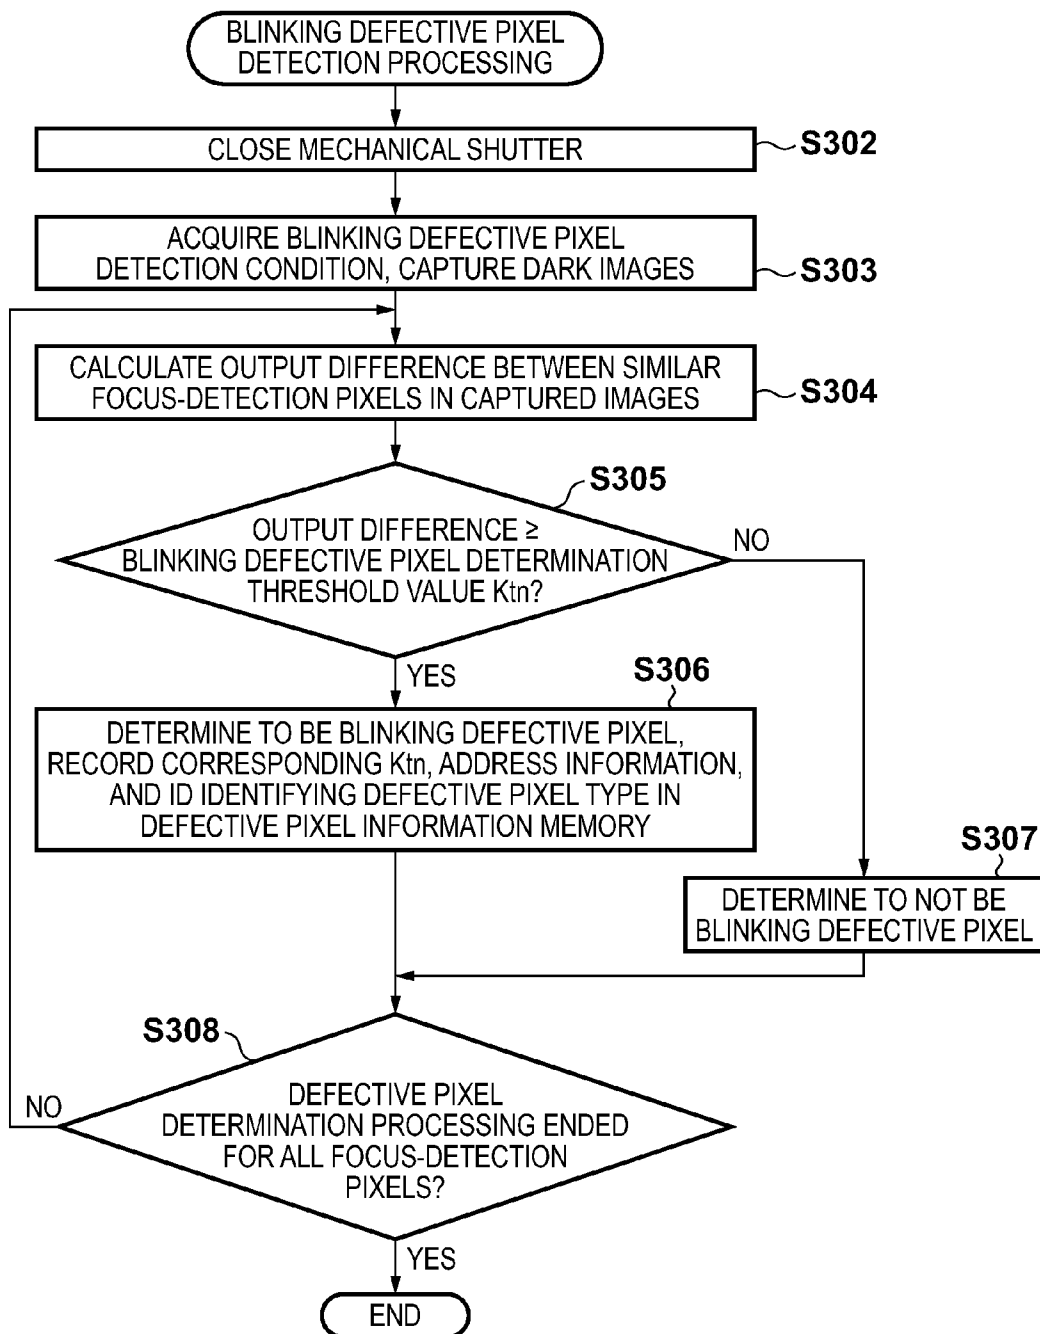 BLINKING DEFECTIVE PIXEL
DETECTION PROCESSING
CLOSE MECHANICAL SHUTTER
S302
ACQUIRE BLINKING DEFECTIVE PIXEL
DETECTION CONDITION, CAPTURE DARK IMAGES
S303
CALCULATE OUTPUT DIFFERENCE BETWEEN SIMILAR
FOCUS-DETECTION PIXELS IN CAPTURED IMAGES
S304
S305
OUTPUT DIFFERENCE ≥
BLINKING DEFECTIVE PIXEL DETERMINATION
THRESHOLD VALUE Ktn?
NO
YES
S306
DETERMINE TO BE BLINKING DEFECTIVE PIXEL,
RECORD CORRESPONDING Ktn, ADDRESS INFORMATION,
AND ID IDENTIFYING DEFECTIVE PIXEL TYPE IN
DEFECTIVE PIXEL INFORMATION MEMORY
S307
DETERMINE TO NOT BE
BLINKING DEFECTIVE PIXEL
S308
DEFECTIVE PIXEL
DETERMINATION PROCESSING ENDED
FOR ALL FOCUS-DETECTION
PIXELS?
NO
YES
END